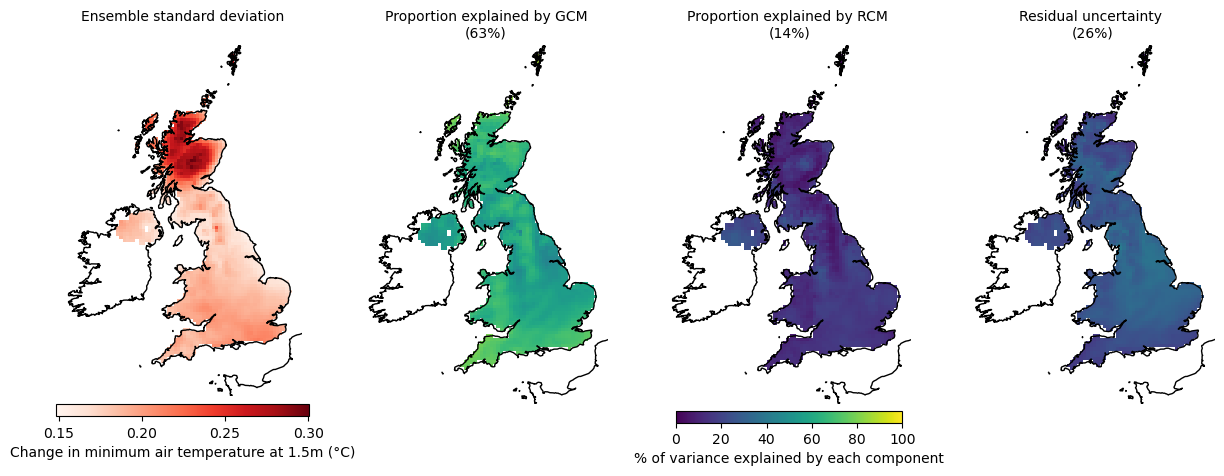 Ensemble standard deviation
Proportion explained by GCM
(63%)
Proportion explained by RCM
(14%)
Residual uncertainty
(26%)
0.15 0.20 0.25 0.30
Change in minimum air temperature at 1.5m (°C)
0 20 40 60 80 100
% of variance explained by each component